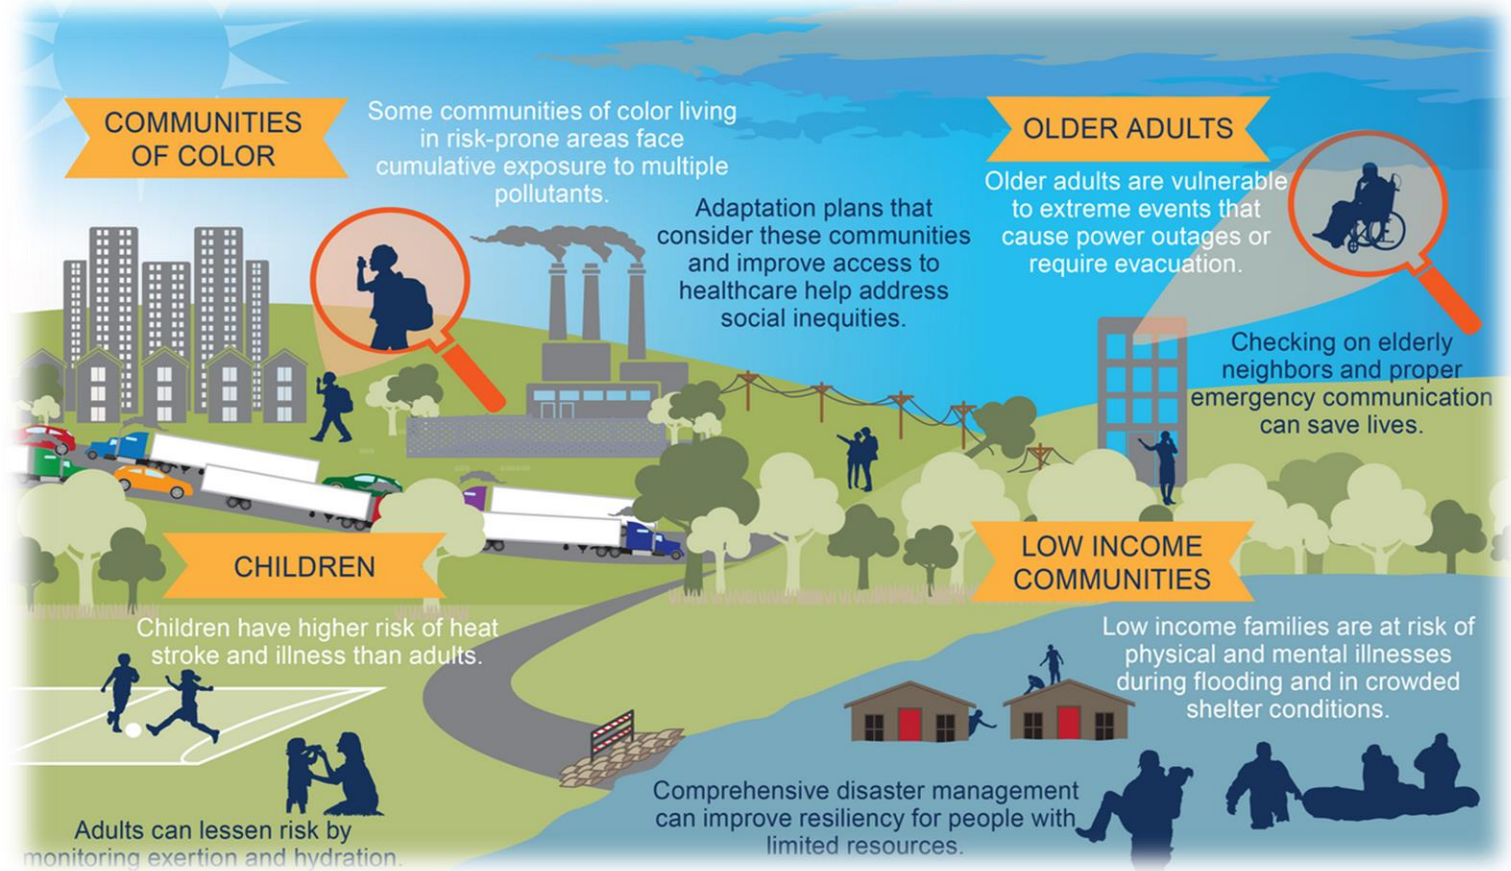 COMMUNITIES
OF COLOR
Some communities of color living
in risk-prone areas face
cumulative exposure to multiple
pollutants.
Adaptation plans that
consider these communities
and improve access to
healthcare help address
social inequities.
OLDER ADULTS
Older adults are vulnerable
to extreme events that
cause power outages or
require evacuation.
Checking on elderly
neighbors and proper
emergency communication
can save lives.
CHILDREN
Children have higher risk of heat
stroke and illness than adults.
Adults can lessen risk by
monitoring exertion and hydration.
LOW INCOME
COMMUNITIES
Low income families are at risk of
physical and mental illnesses
during flooding and in crowded
shelter conditions.
Comprehensive disaster management
can improve resiliency for people with
limited resources.